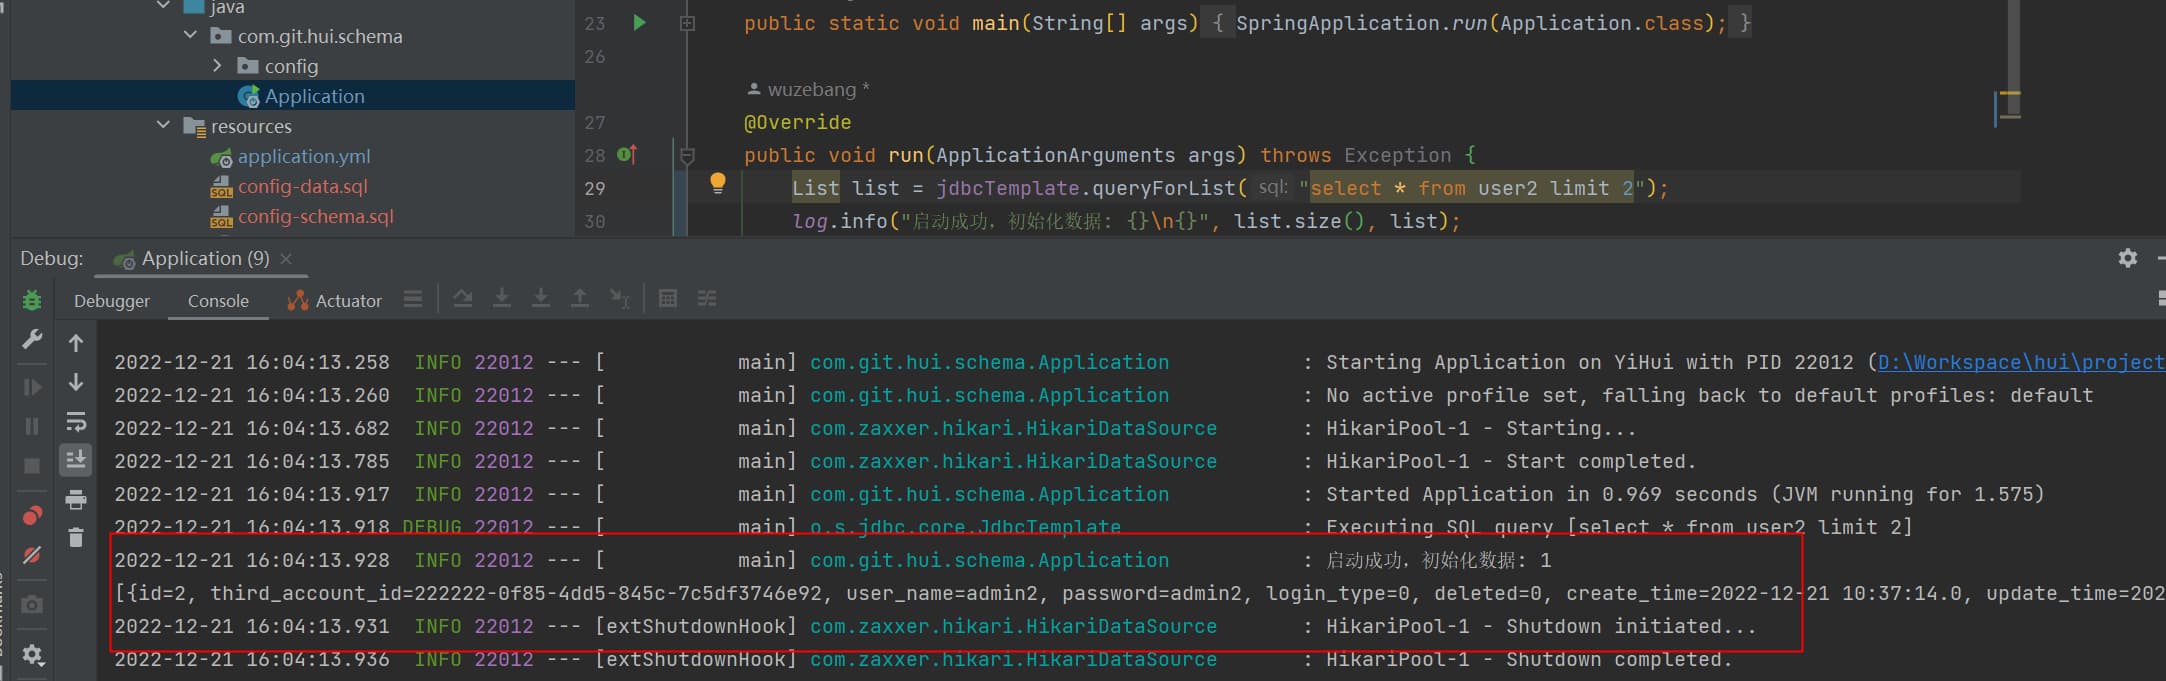 java
com.git.hui.schema
config
Application
resources
application.yml
config-data.sql
config-schema.sql
23 public static void main(String[] args) { SpringApplication.run(Application.class); }
26
wuzebang *
27 @Override
28 public void run(ApplicationArguments args) throws Exception {
29 List list = jdbcTemplate.queryForList( sql: "select * from user2 limit 2");
30 log.info("启动成功，初始化数据: {}\n{}", list.size(), list);
Debug: Application (9)
Debugger Console Actuator
2022-12-21 16:04:13.258 INFO 22012 --- [ main] com.git.hui.schema.Application : Starting Application on YiHui with PID 22012 (D:\Workspace\hui\project
2022-12-21 16:04:13.260 INFO 22012 --- [ main] com.git.hui.schema.Application : No active profile set, falling back to default profiles: default
2022-12-21 16:04:13.682 INFO 22012 --- [ main] com.zaxxer.hikari.HikariDataSource : HikariPool-1 - Starting...
2022-12-21 16:04:13.785 INFO 22012 --- [ main] com.zaxxer.hikari.HikariDataSource : HikariPool-1 - Start completed.
2022-12-21 16:04:13.917 INFO 22012 --- [ main] com.git.hui.schema.Application : Started Application in 0.969 seconds (JVM running for 1.575)
2022-12-21 16:04:13.918 DEBUG 22012 --- [ main] o.s.jdbc.core.JdbcTemplate : Executing SQL query [select * from user2 limit 2]
2022-12-21 16:04:13.928 INFO 22012 --- [ main] com.git.hui.schema.Application : 启动成功，初始化数据: 1
[{id=2, third_account_id=222222-0f85-4dd5-845c-7c5df3746e92, user_name=admin2, password=admin2, login_type=0, deleted=0, create_time=2022-12-21 10:37:14.0, update_time=202
2022-12-21 16:04:13.931 INFO 22012 --- [extShutdownHook] com.zaxxer.hikari.HikariDataSource : HikariPool-1 - Shutdown initiated...
2022-12-21 16:04:13.936 INFO 22012 --- [extShutdownHook] com.zaxxer.hikari.HikariDataSource : HikariPool-1 - Shutdown completed.